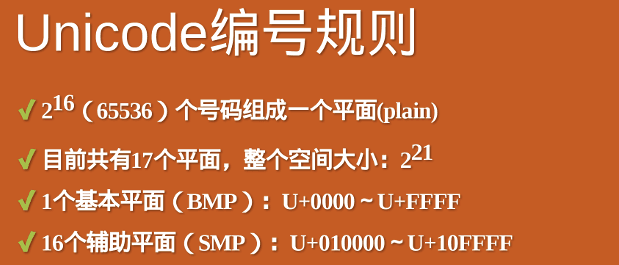 Unicode编号规则
✓ 2^16（65536）个号码组成一个平面(plain)
✓ 目前共有17个平面，整个空间大小：2^21
✓ 1个基本平面（BMP）：U+0000 ~ U+FFFF
✓ 16个辅助平面（SMP）：U+010000 ~ U+10FFFF